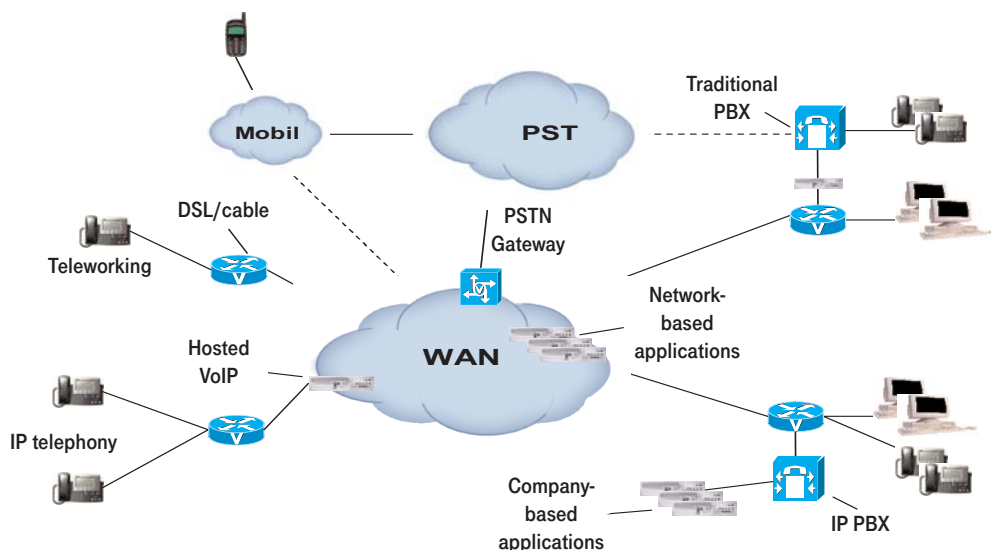 Traditional
PBX
Mobil
PST
DSL/cable
PSTN
Gateway
Teleworking
Network-
based
applications
WAN
Hosted
VoIP
IP telephony
Company-
based
applications
IP PBX
V
V
V
V